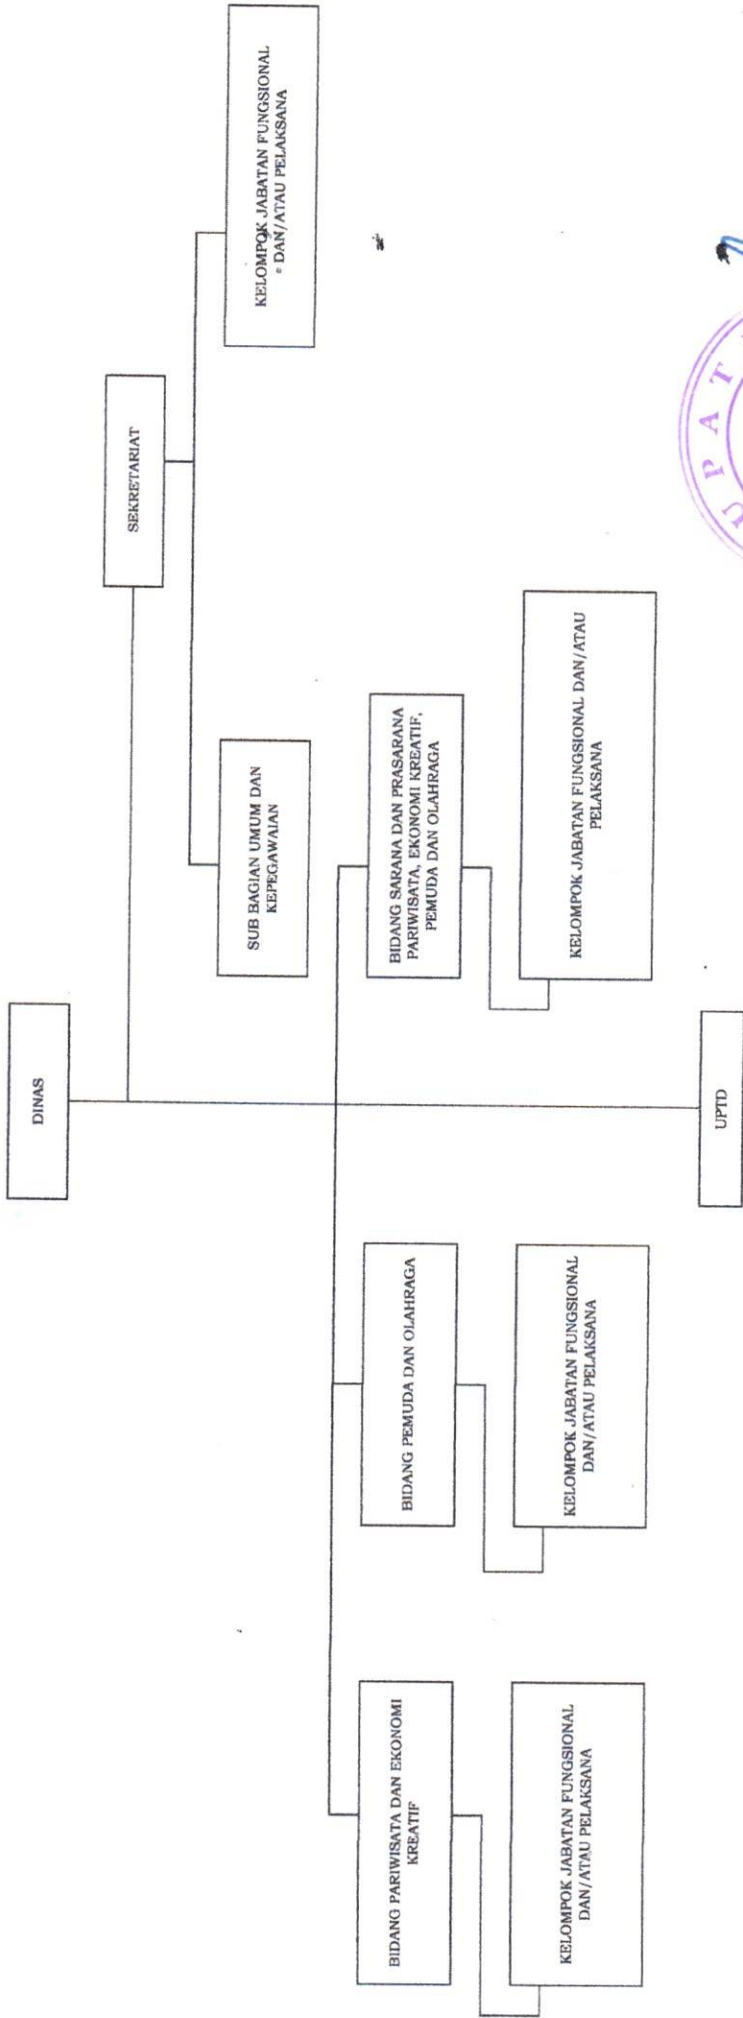 DINAS
SEKRETARIAT
SUB BAGIAN UMUM DAN
KEPEGAWAIAN
KELOMPOK JABATAN FUNGSIONAL
DAN/ATAU PELAKSANA
BIDANG PARIWISATA DAN EKONOMI
KREATIF
BIDANG PEMUDA DAN OLAHRAGA
BIDANG SARANA DAN PRASARANA
PARIWISATA, EKONOMI KREATIF,
PEMUDA DAN OLAHRAGA
KELOMPOK JABATAN FUNGSIONAL
DAN/ATAU PELAKSANA
KELOMPOK JABATAN FUNGSIONAL
DAN/ATAU PELAKSANA
KELOMPOK JABATAN FUNGSIONAL DAN/ATAU
PELAKSANA
UPTD
UPAT